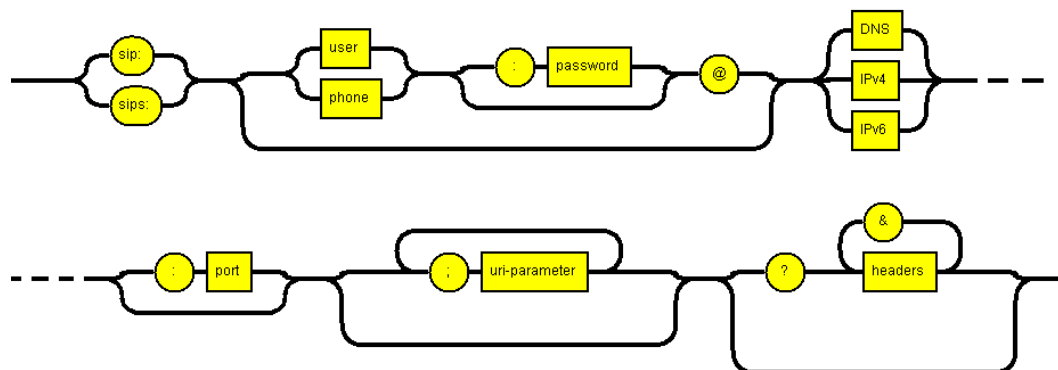 sip:
sips:
user
phone
: password
@
DNS
IPv4
IPv6
: port
; uri-parameter
?
&
headers